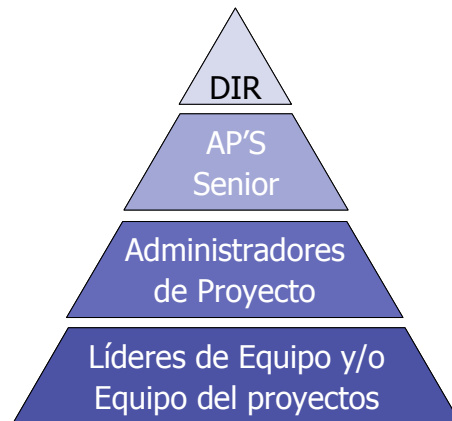 DIR
AP’S
Senior
Administradores
de Proyecto
Líderes de Equipo y/o
Equipo del proyectos